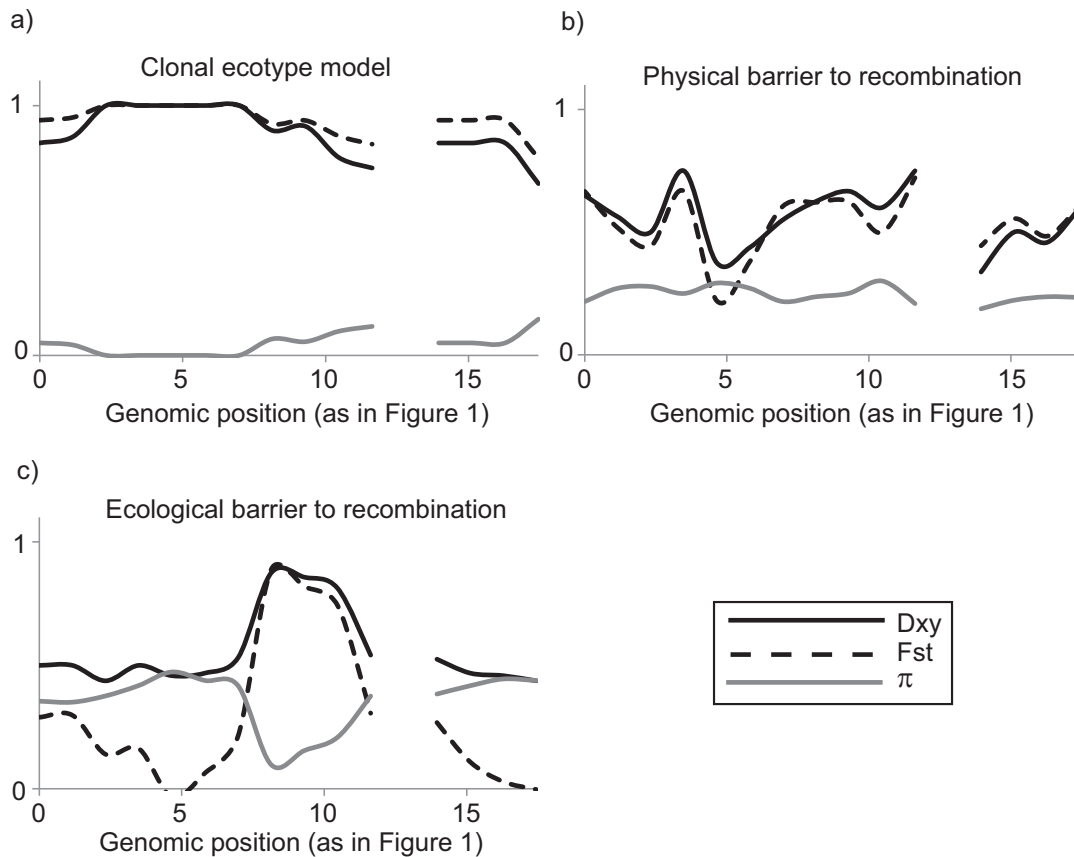 a)
Clonal ecotype model
1
0
0 5 10 15
Genomic position (as in Figure 1)
b)
Physical barrier to recombination
1
0
0 5 10 15
Genomic position (as in Figure 1)
c)
Ecological barrier to recombination
1
0
0 5 10 15
Genomic position (as in Figure 1)
Dxy
Fst
π